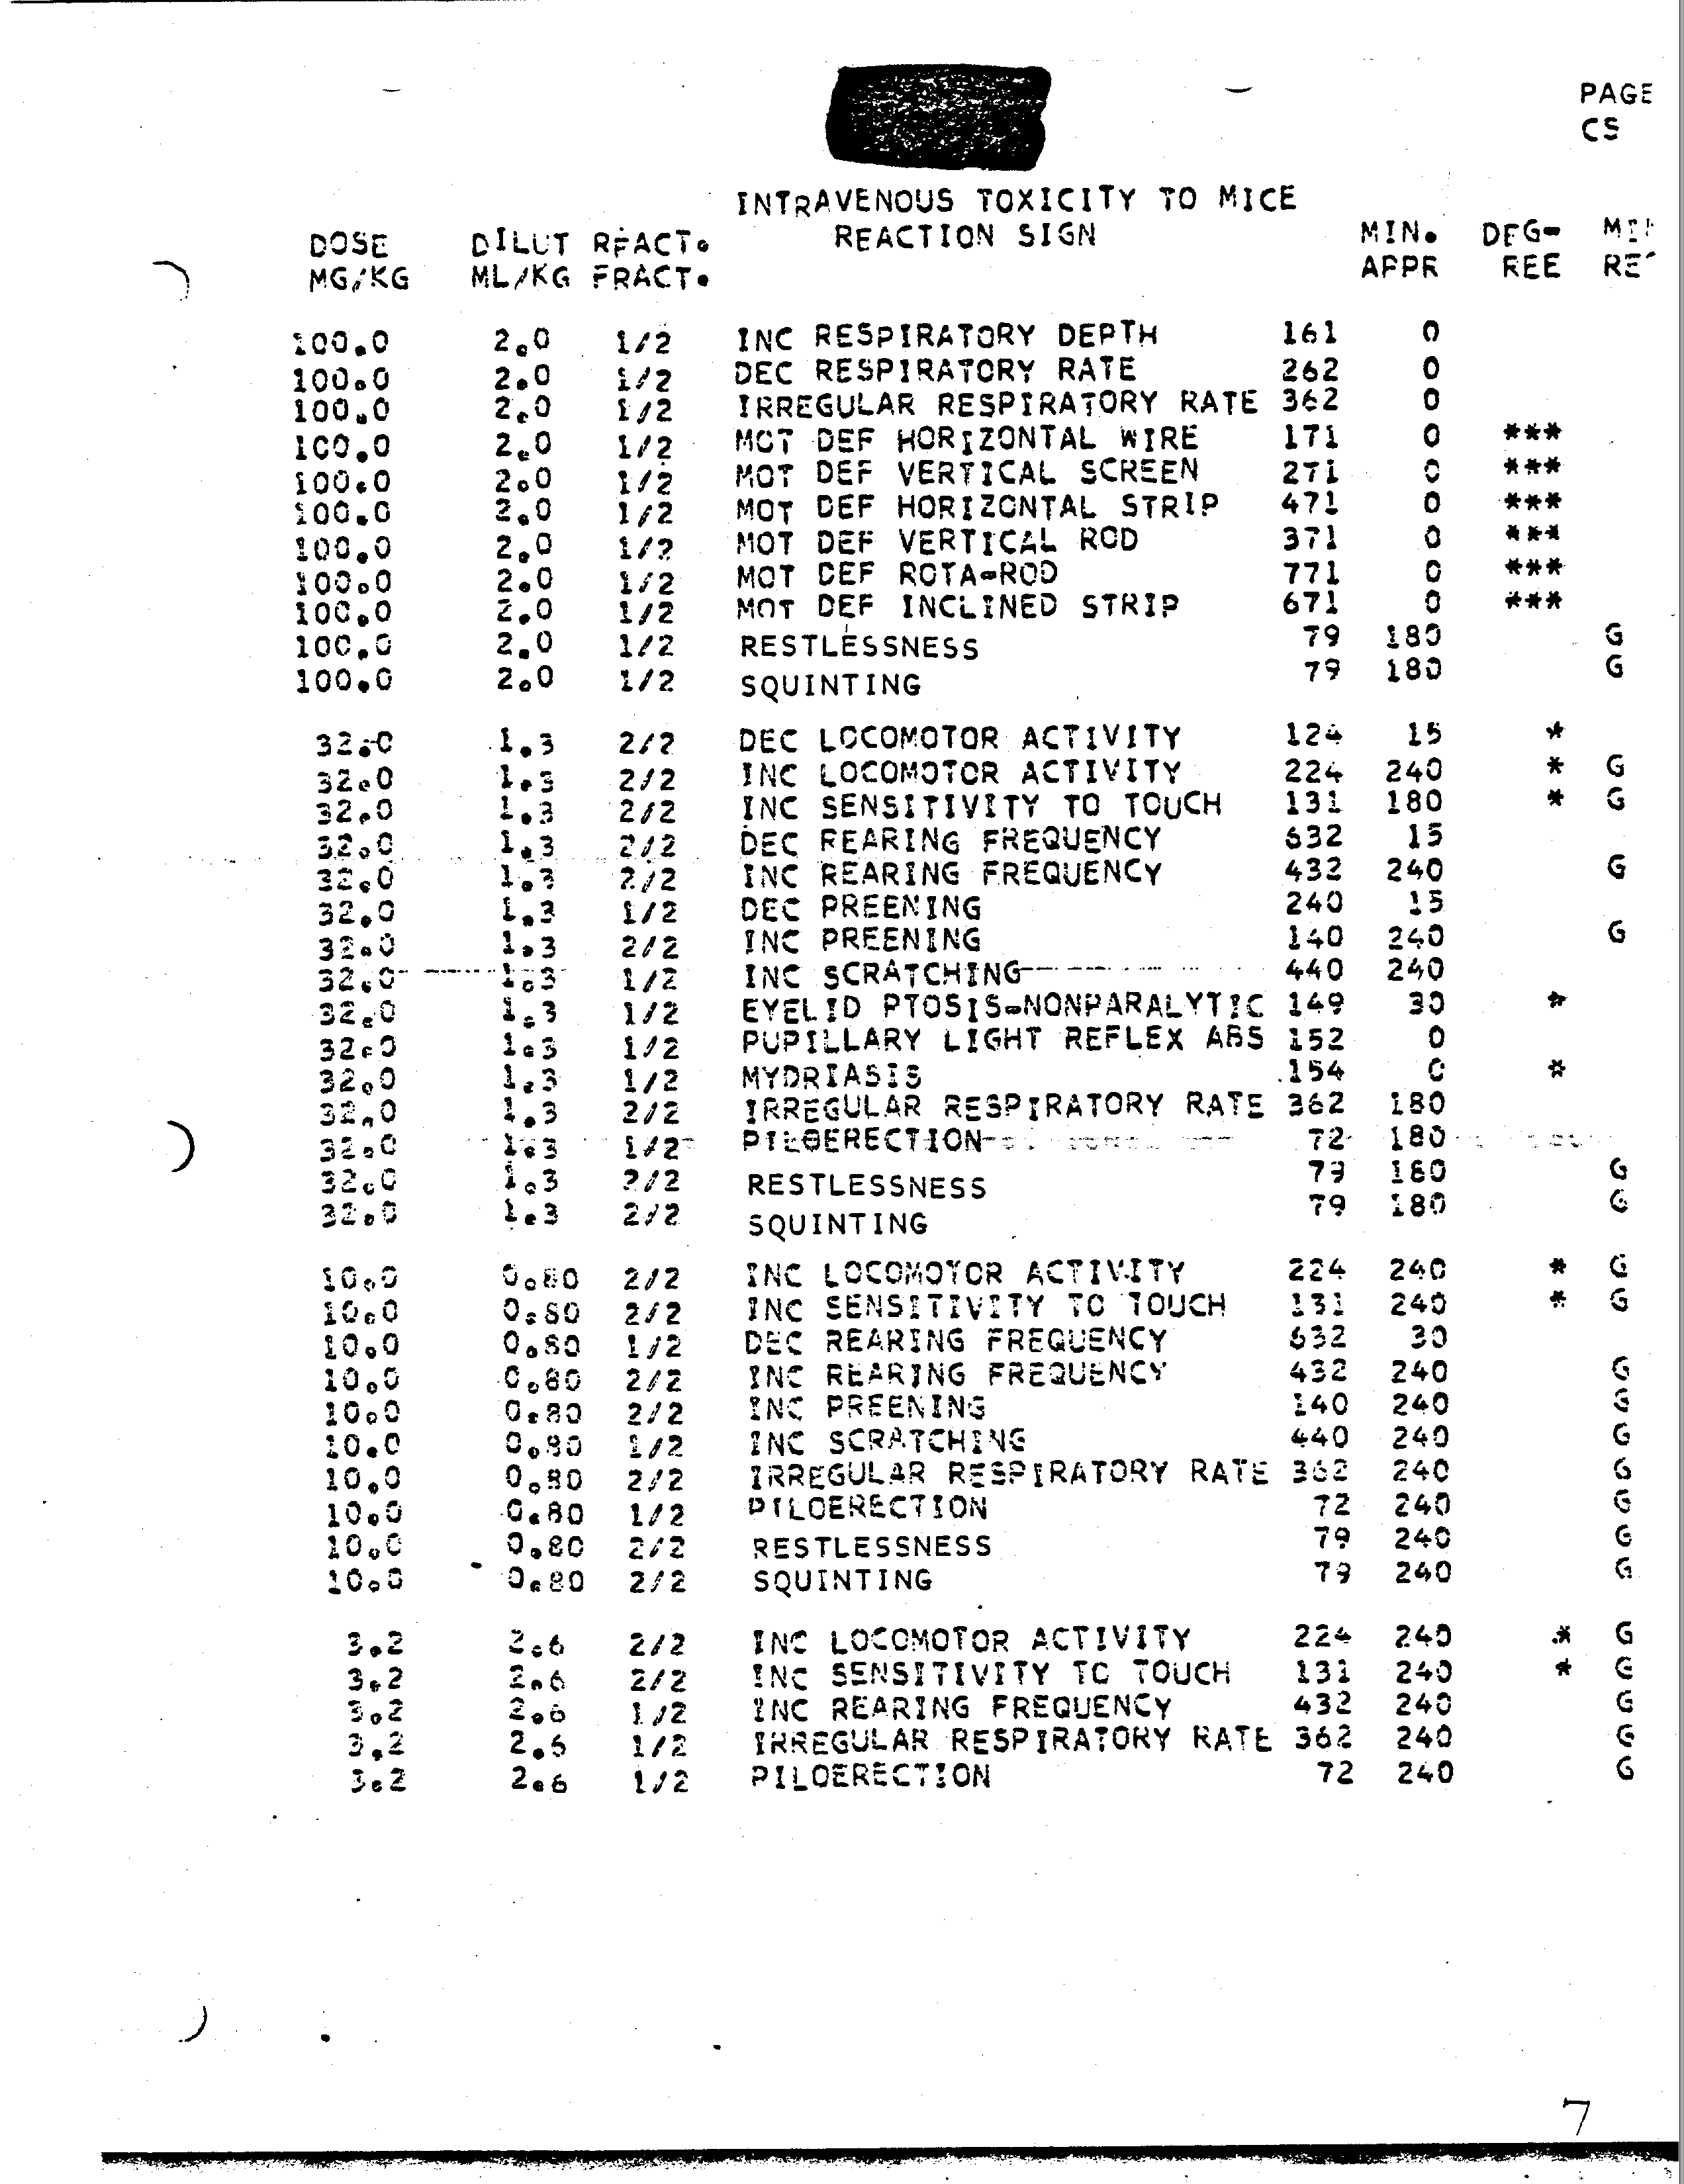 PAGE
CS
INTRAVENOUS TOXICITY TO MICE
DOSE DILUT REACT. REACTION SIGN MIN. DEG-
MG/KG ML/KG FRACT. APPR REE
100.0 2.0 1/2 INC RESPIRATORY DEPTH 161 0
100.0 2.0 1/2 DEC RESPIRATORY RATE 262 0
100.0 2.0 1/2 IRREGULAR RESPIRATORY RATE 362 0
100.0 2.0 1/2 MOT DEF HORIZONTAL WIRE 171 0 ***
100.0 2.0 1/2 MOT DEF VERTICAL SCREEN 271 0 ***
100.0 2.0 1/2 MOT DEF HORIZONTAL STRIP 471 0 ***
100.0 2.0 1/2 MOT DEF VERTICAL ROD 371 0 ***
100.0 2.0 1/2 MOT DEF ROTA-ROD 771 0 ***
100.0 2.0 1/2 MOT DEF INCLINED STRIP 671 0 ***
100.0 2.0 1/2 RESTLESSNESS 79 180 G
100.0 2.0 1/2 SQUINTING 79 180 G
32.0 1.3 2/2 DEC LOCOMOTOR ACTIVITY 124 15 *
32.0 1.3 2/2 INC LOCOMOTOR ACTIVITY 224 240 * G
32.0 1.3 2/2 INC SENSITIVITY TO TOUCH 131 180 * G
32.0 1.3 2/2 DEC REARING FREQUENCY 632 15
32.0 1.3 2/2 INC REARING FREQUENCY 432 240 G
32.0 1.3 1/2 DEC PREENING 240 15
32.0 1.3 2/2 INC PREENING 140 240 G
32.0 1.3 1/2 INC SCRATCHING 440 240
32.0 1.3 1/2 EYELID PTOSIS-NONPARALYTIC 149 30 *
32.0 1.3 1/2 PUPILLARY LIGHT REFLEX ABS 152 0
32.0 1.3 1/2 MYDRIASIS 154 0 *
32.0 1.3 2/2 IRREGULAR RESPIRATORY RATE 362 180
32.0 1.3 1/2 PILOERECTION 72 180
32.0 1.3 2/2 RESTLESSNESS 79 180 G
32.0 1.3 2/2 SQUINTING 79 180 G
10.0 0.80 2/2 INC LOCOMOTOR ACTIVITY 224 240 * G
10.0 0.80 2/2 INC SENSITIVITY TO TOUCH 131 240 * G
10.0 0.80 1/2 DEC REARING FREQUENCY 632 30
10.0 0.80 2/2 INC REARING FREQUENCY 432 240 G
10.0 0.80 2/2 INC PREENING 140 240 G
10.0 0.80 1/2 INC SCRATCHING 440 240 G
10.0 0.80 2/2 IRREGULAR RESPIRATORY RATE 362 240 G
10.0 0.80 1/2 PILOERECTION 72 240 G
10.0 0.80 2/2 RESTLESSNESS 79 240 G
10.0 0.80 2/2 SQUINTING 79 240 G
3.2 2.6 2/2 INC LOCOMOTOR ACTIVITY 224 240 * G
3.2 2.6 2/2 INC SENSITIVITY TO TOUCH 131 240 * G
3.2 2.6 1/2 INC REARING FREQUENCY 432 240 G
3.2 2.6 1/2 IRREGULAR RESPIRATORY RATE 362 240 G
3.2 2.6 1/2 PILOERECTION 72 240 G
7